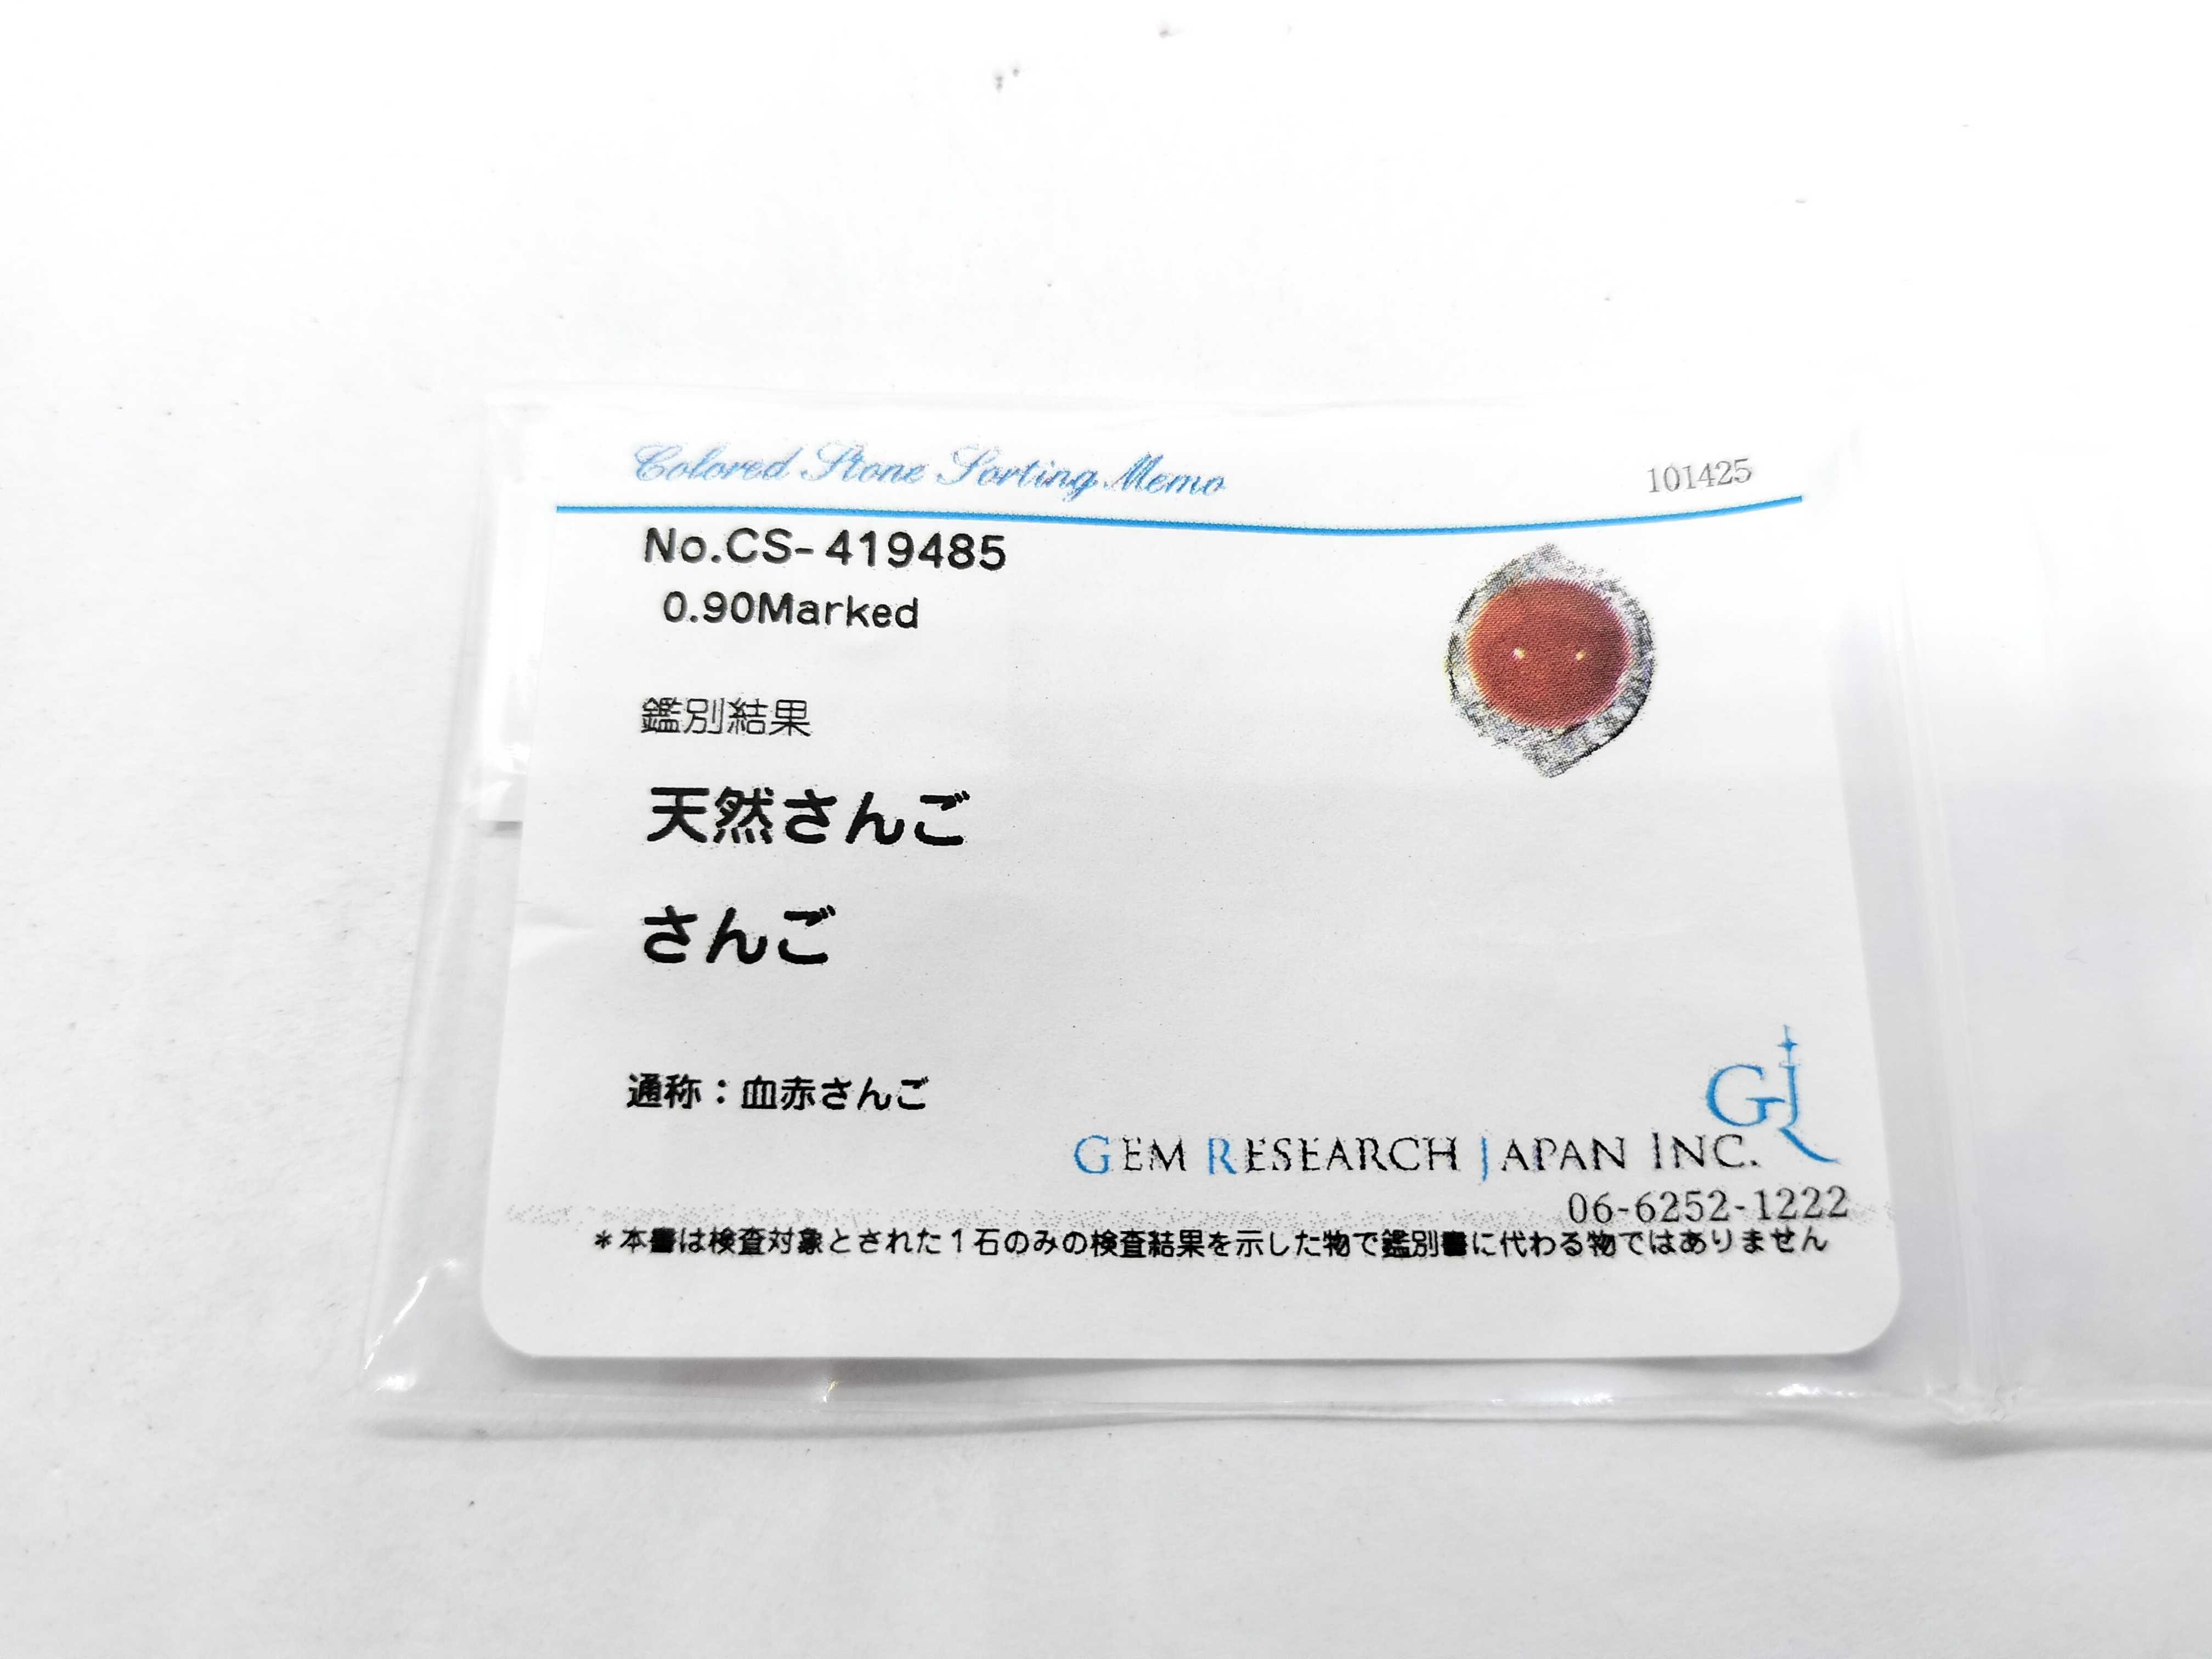 Colored Stone Sorting Memo
101425
No.CS-419485
0.90Marked
鑑別結果
天然さんご
さんご
通称：血赤さんご
GJR
GEM RESEARCH JAPAN INC.
06-6252-1222
＊本書は検査対象とされた１石のみの検査結果を示した物で鑑別書に代わる物ではありません